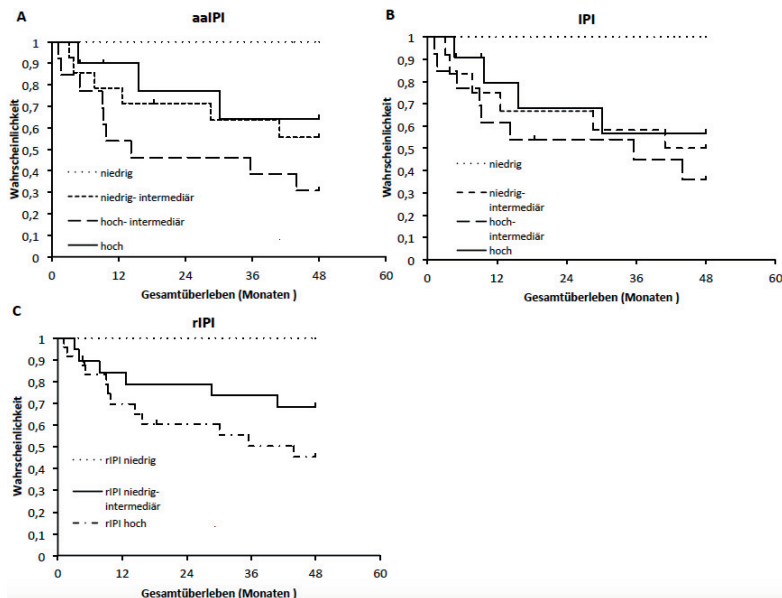 A
aaIPI
Wahrscheinlichkeit
1
0,9
0,8
0,7
0,6
0,5
0,4
0,3
0,2
0,1
0
niedrig
niedrig- intermediär
hoch- intermediär
hoch
0
12
24
36
48
60
Gesamtüberleben (Monaten )
B
IPI
Wahrscheinlichkeit
1
0,9
0,8
0,7
0,6
0,5
0,4
0,3
0,2
0,1
0
niedrig
niedrig-
intermediär
hoch-
intermediär
hoch
0
12
24
36
48
60
Gesamtüberleben (Monaten )
C
rIPI
Wahrscheinlichkeit
1
0,9
0,8
0,7
0,6
0,5
0,4
0,3
0,2
0,1
0
rIPI niedrig
rIPI niedrig-
intermediär
rIPI hoch
0
12
24
36
48
60
Gesamtüberleben (Monaten )